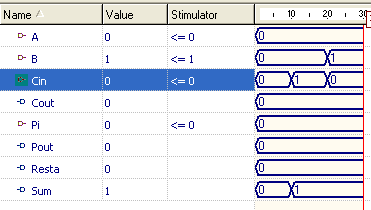 Name Value Stimulator 10 20 30
A 0 <= 0 0
B 1 <= 1 0 1
Cin 0 <= 0 0 1 0
Cout 0 0
Pi 0 <= 0 0
Pout 0 0
Resta 0 0
Sum 1 0 1